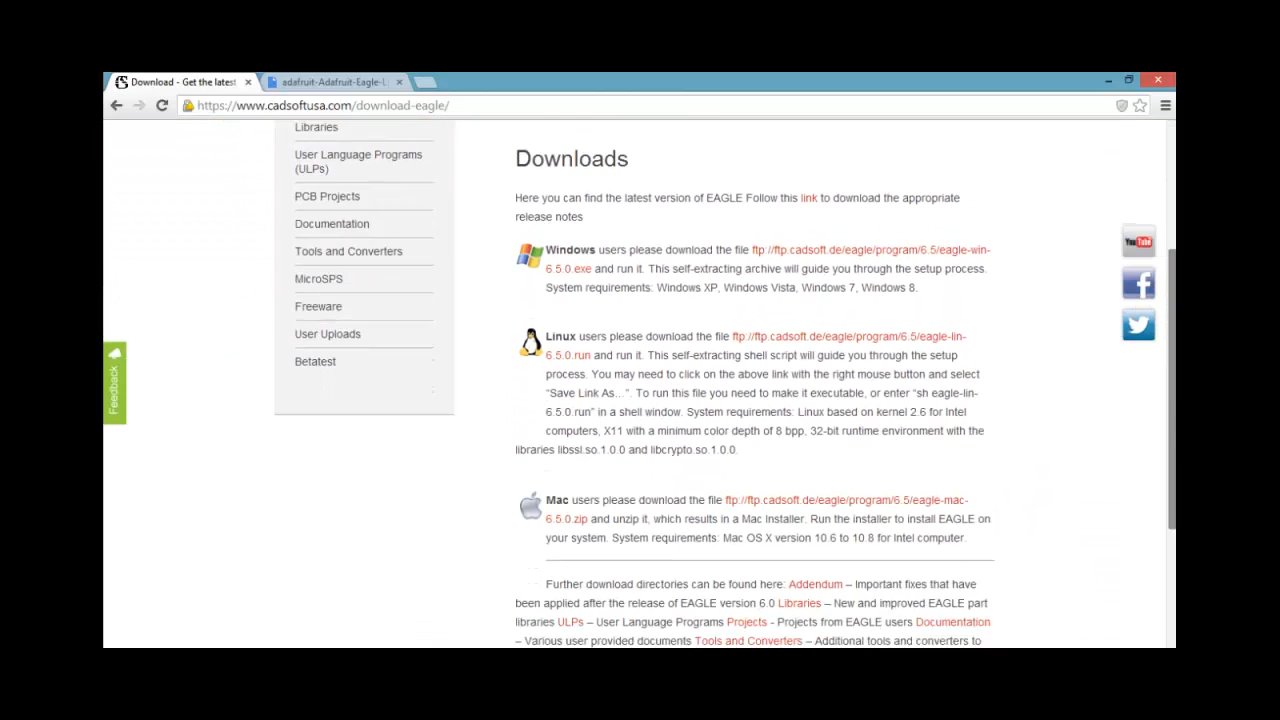 Download - Get the latest
adafruit-Adafruit-Eagle-L
https://www.cadsoftusa.com/download-eagle/
Libraries
User Language Programs
(ULPs)
PCB Projects
Documentation
Tools and Converters
MicroSPS
Freeware
User Uploads
Betatest
Feedback
Downloads
Here you can find the latest version of EAGLE Follow this link to download the appropriate
release notes
Windows users please download the file ftp://ftp.cadsoft.de/eagle/program/6.5/eagle-win-
6.5.0.exe and run it. This self-extracting archive will guide you through the setup process.
System requirements: Windows XP, Windows Vista, Windows 7, Windows 8.
Linux users please download the file ftp://ftp.cadsoft.de/eagle/program/6.5/eagle-lin-
6.5.0.run and run it. This self-extracting shell script will guide you through the setup
process. You may need to click on the above link with the right mouse button and select
“Save Link As...”. To run this file you need to make it executable, or enter “sh eagle-lin-
6.5.0.run” in a shell window. System requirements: Linux based on kernel 2.6 for Intel
computers, X11 with a minimum color depth of 8 bpp, 32-bit runtime environment with the
libraries libssl.so.1.0.0 and libcrypto.so.1.0.0.
Mac users please download the file ftp://ftp.cadsoft.de/eagle/program/6.5/eagle-mac-
6.5.0.zip and unzip it, which results in a Mac Installer. Run the installer to install EAGLE on
your system. System requirements: Mac OS X version 10.6 to 10.8 for Intel computer.
Further download directories can be found here: Addendum – Important fixes that have
been applied after the release of EAGLE version 6.0 Libraries – New and improved EAGLE part
libraries ULPs – User Language Programs Projects - Projects from EAGLE users Documentation
– Various user provided documents Tools and Converters – Additional tools and converters to
You Tube